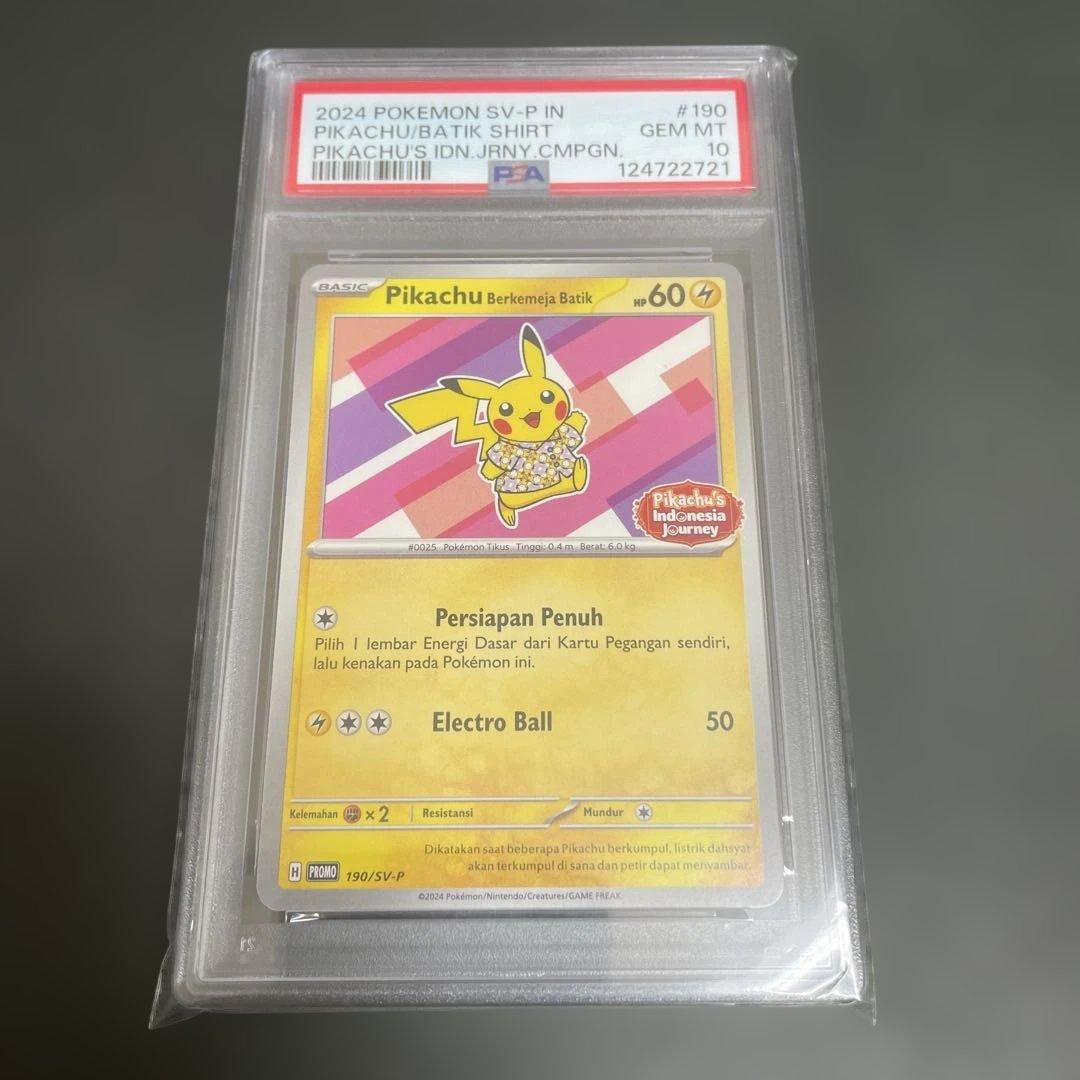 2024 POKEMON SV-P IN #190
PIKACHU/BATIK SHIRT GEM MT
PIKACHU'S IDN.JRNY.CMPGN. 10
PSA 124722721
BASIC Pikachu Berkemeja Batik HP 60
Pikachu's
Indonesia
Journey
#0025 Pokémon Tikus Tinggi: 0.4 m Berat: 6.0 kg
Persiapan Penuh
Pilih 1 lembar Energi Dasar dari Kartu Pegangan sendiri,
lalu kenakan pada Pokémon ini.
Electro Ball 50
Kelemahan ×2 Resistansi Mundur
Dikatakan saat beberapa Pikachu berkumpul, listrik dahsyat
akan terkumpul di sana dan petir dapat menyambar.
H PROMO 190/SV-P
©2024 Pokémon/Nintendo/Creatures/GAME FREAK
21